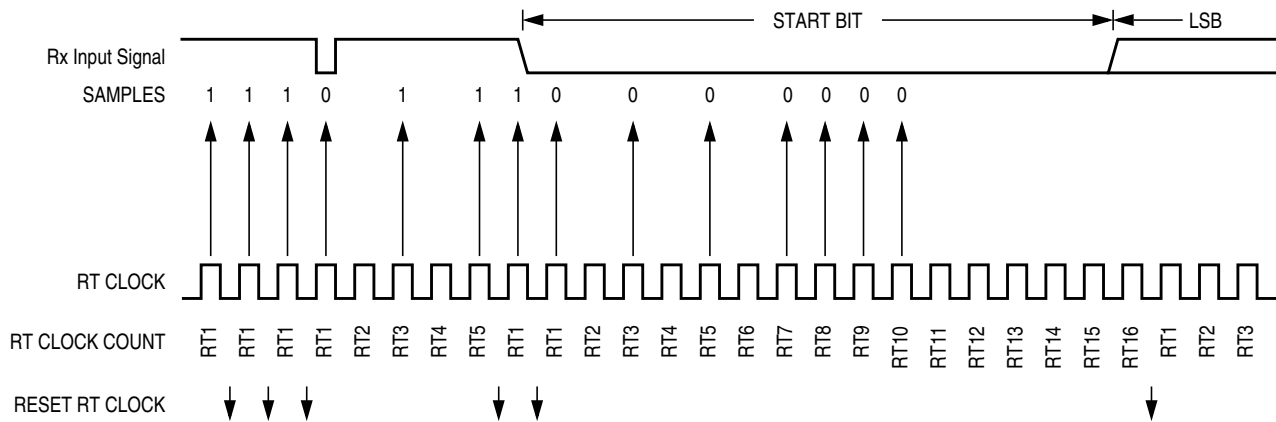 START BIT LSB
Rx Input Signal
SAMPLES 1 1 1 0 1 1 1 0 0 0 0 0 0 0
RT CLOCK
RT CLOCK COUNT RT1 RT1 RT1 RT1 RT2 RT3 RT4 RT5 RT1 RT1 RT2 RT3 RT4 RT5 RT6 RT7 RT8 RT9 RT10 RT11 RT12 RT13 RT14 RT15 RT16 RT1 RT2 RT3
RESET RT CLOCK